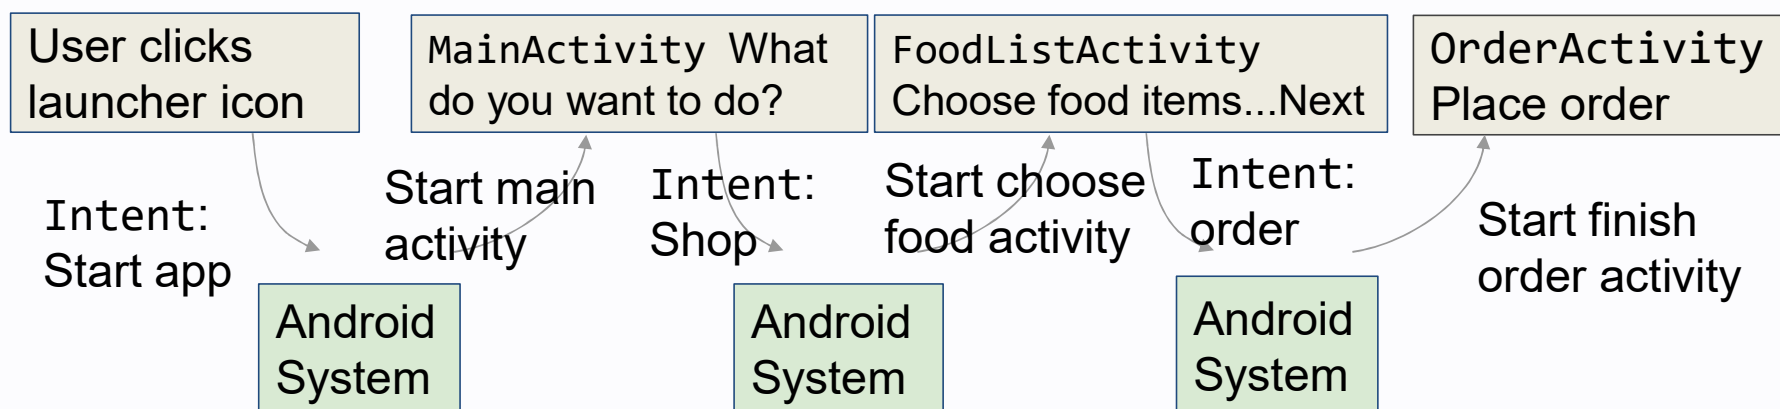 User clicks
launcher icon
MainActivity What
do you want to do?
FoodListActivity
Choose food items...Next
OrderActivity
Place order
Intent:
Start app
Start main
activity
Intent:
Shop
Start choose
food activity
Intent:
order
Start finish
order activity
Android
System
Android
System
Android
System